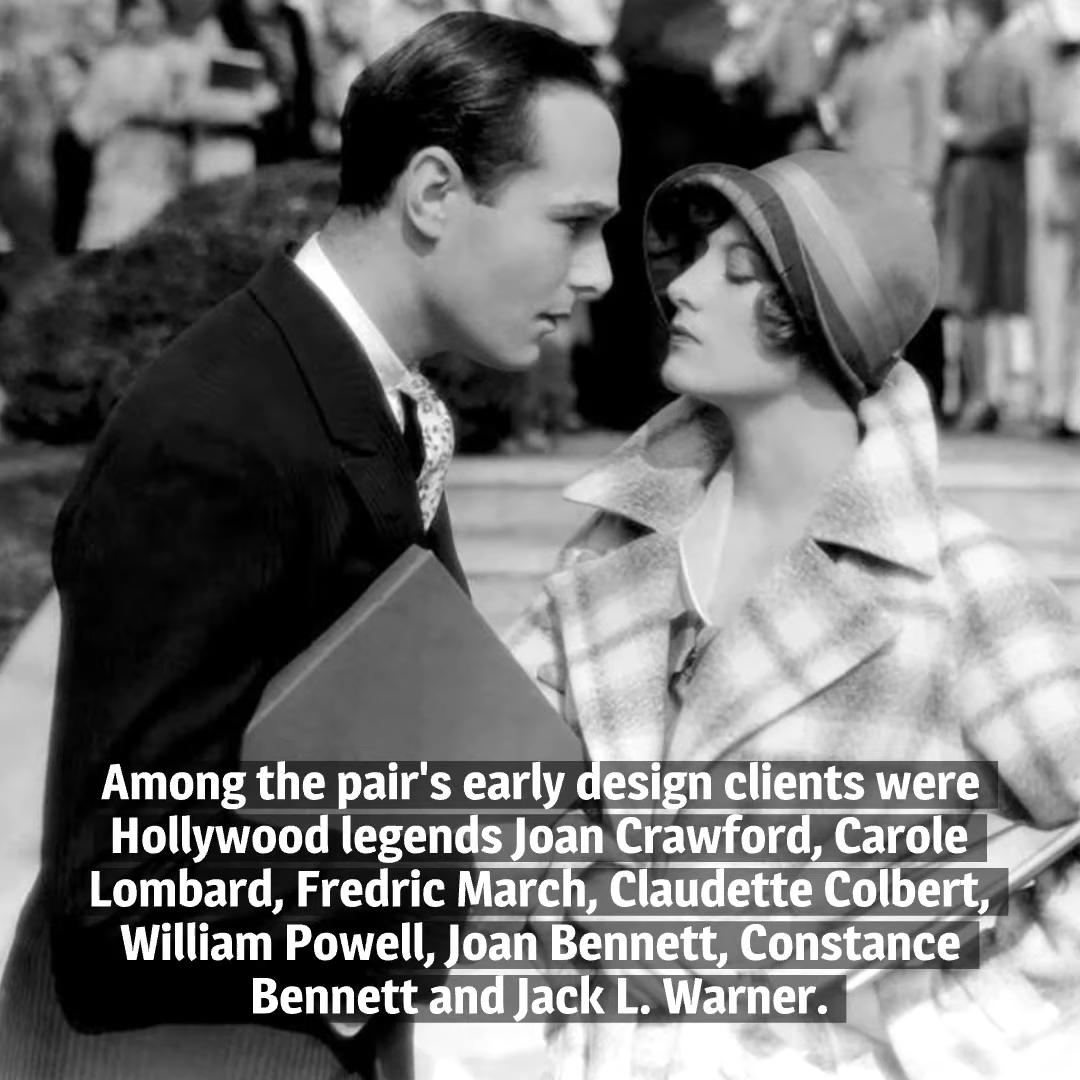 Among the pair's early design clients were
Hollywood legends Joan Crawford, Carole
Lombard, Fredric March, Claudette Colbert,
William Powell, Joan Bennett, Constance
Bennett and Jack L. Warner.